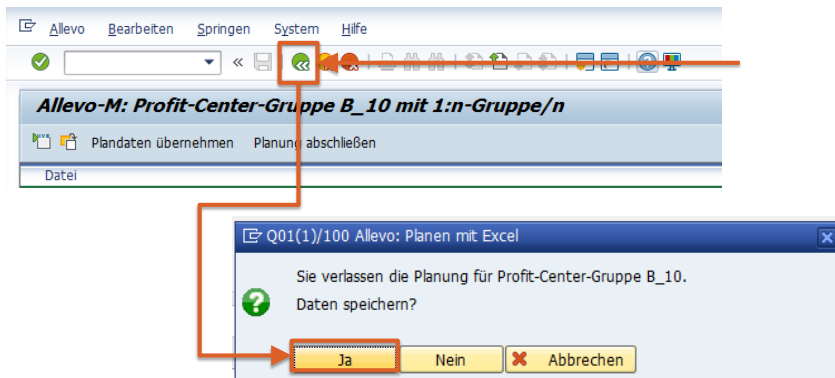 Allevo Bearbeiten Springen System Hilfe
Allevo-M: Profit-Center-Gruppe B_10 mit 1:n-Gruppe/n
Plandaten übernehmen Planung abschließen
Datei
Q01(1)/100 Allevo: Planen mit Excel
Sie verlassen die Planung für Profit-Center-Gruppe B_10.
Daten speichern?
Ja Nein Abbrechen